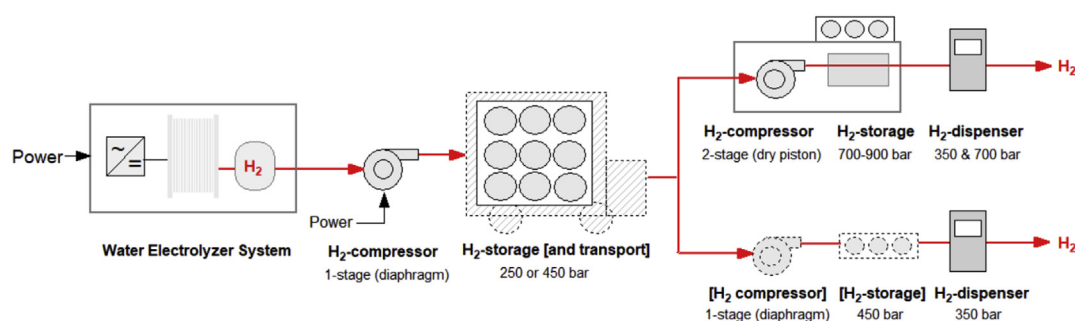 Power
~
=
H₂
Water Electrolyzer System
Power
H₂-compressor
1-stage (diaphragm)
H₂-storage [and transport]
250 or 450 bar
H₂-compressor
2-stage (dry piston)
H₂-storage
700-900 bar
H₂-dispenser
350 & 700 bar
H₂
[H₂ compressor]
1-stage (diaphragm)
[H₂-storage]
450 bar
H₂-dispenser
350 bar
H₂